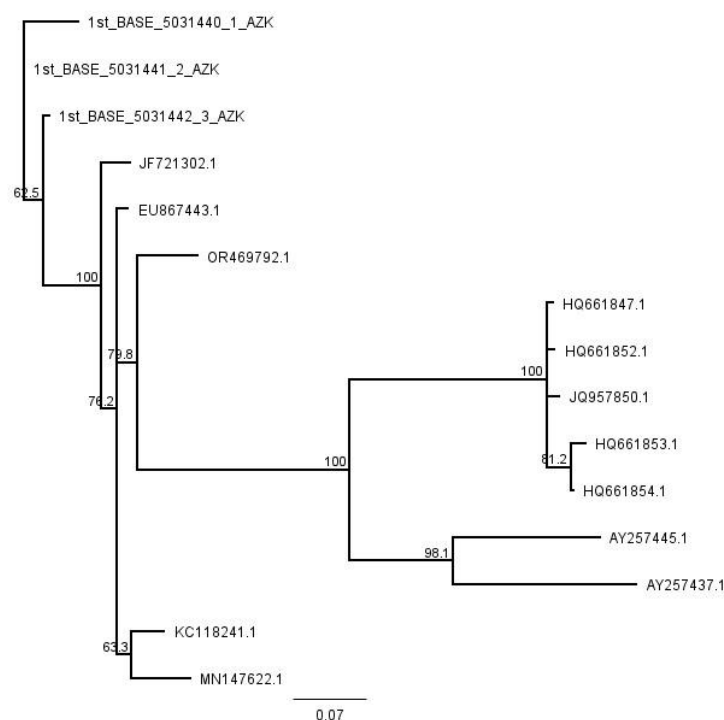 1st_BASE_5031440_1_AZK
1st_BASE_5031441_2_AZK
1st_BASE_5031442_3_AZK
JF721302.1
62.5
EU867443.1
OR469792.1
100
HQ661847.1
HQ661852.1
79.8
100
JQ957850.1
76.2
HQ661853.1
81.2
100
HQ661854.1
AY257445.1
98.1
AY257437.1
KC118241.1
63.3
MN147622.1
0.07